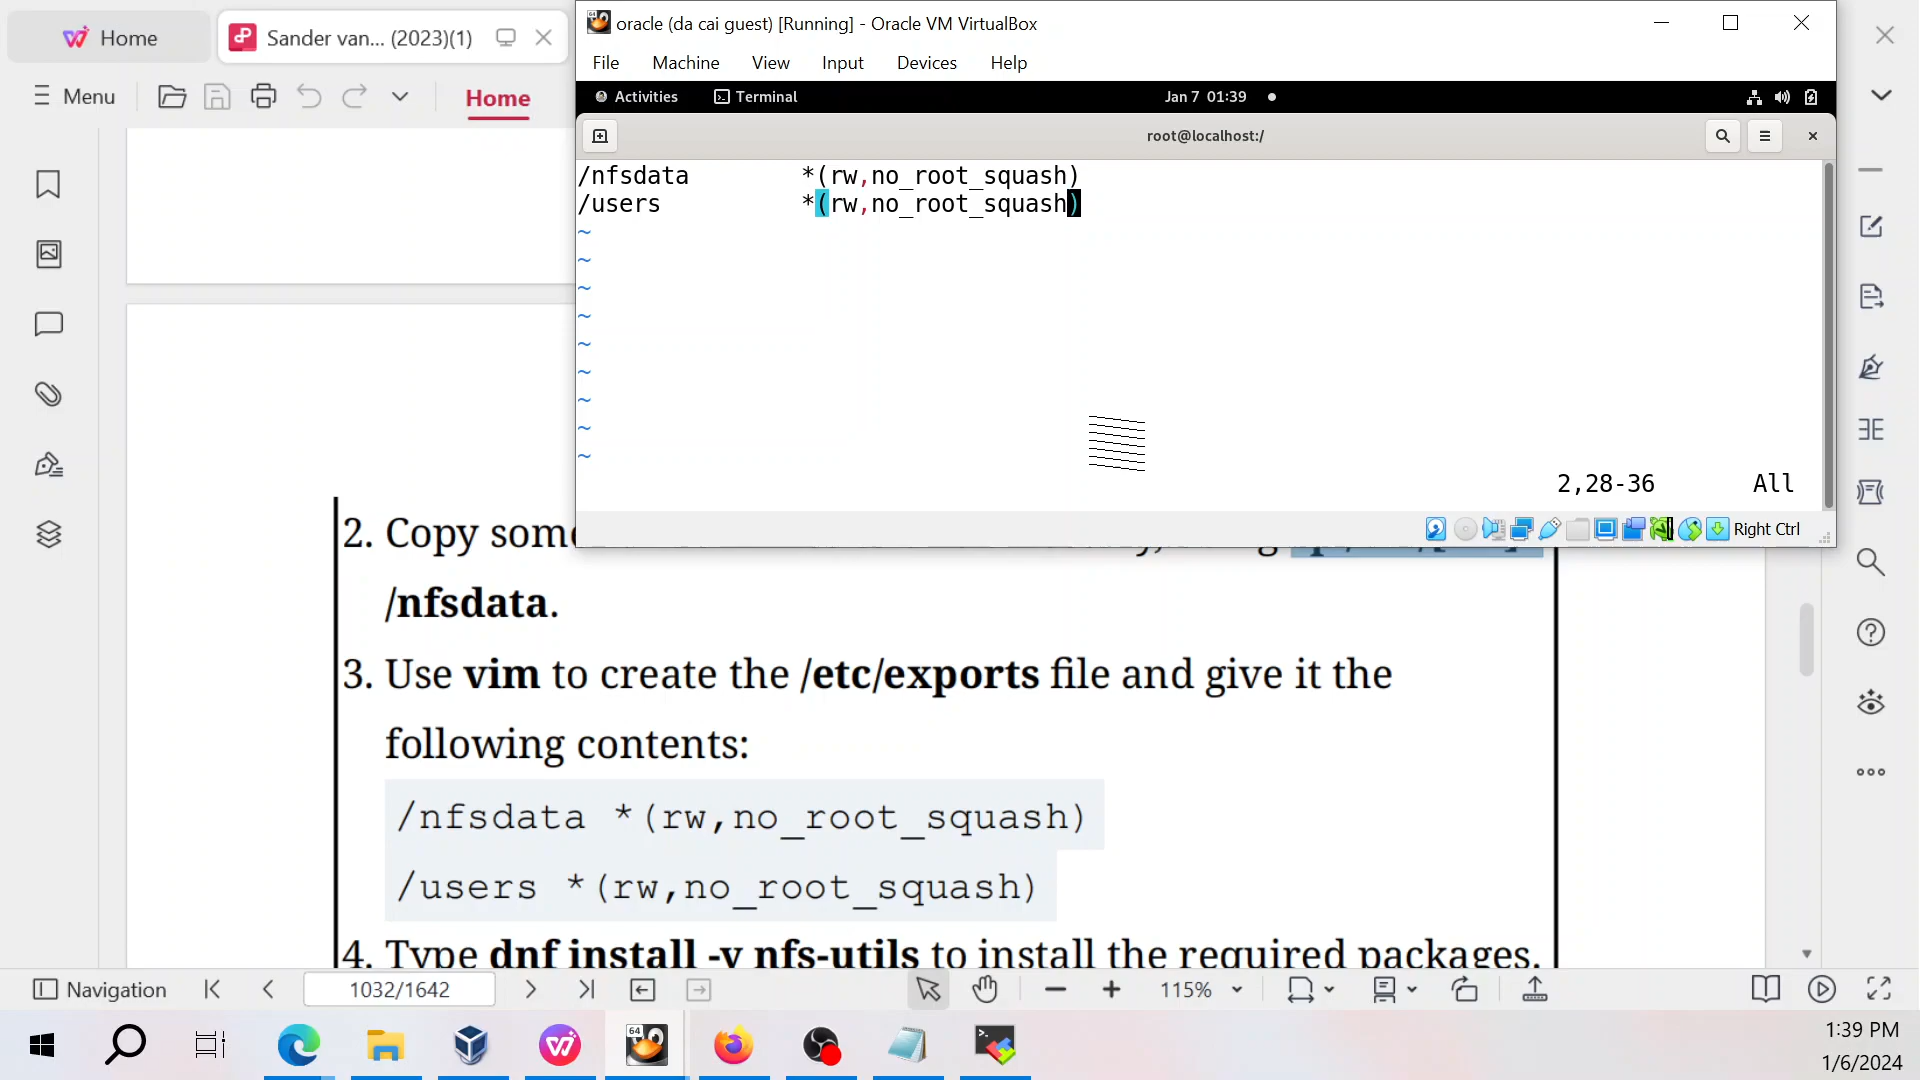 Home
Sander van... (2023)(1)
Menu
Home
oracle (da cai guest) [Running] - Oracle VM VirtualBox
File Machine View Input Devices Help
Activities Terminal Jan 7 01:39
root@localhost:/
/nfsdata *(rw,no_root_squash)
/users *(rw,no_root_squash)
~
~
~
~
~
~
~
~
~
2,28-36 All
Right Ctrl
2. Copy some
/nfsdata.
3. Use vim to create the /etc/exports file and give it the
following contents:
/nfsdata *(rw,no_root_squash)
/users *(rw,no_root_squash)
4. Type dnf install -y nfs-utils to install the required packages.
Navigation 1032/1642 115%
64
1:39 PM
1/6/2024